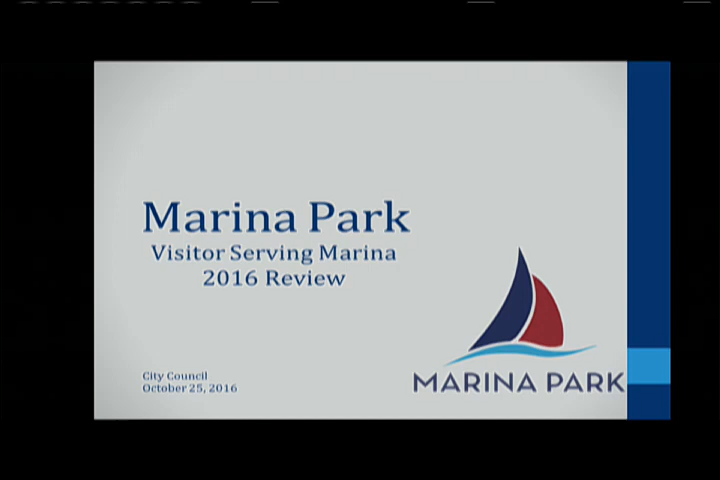 Marina Park
Visitor Serving Marina
2016 Review
City Council
October 25, 2016
MARINA PARK